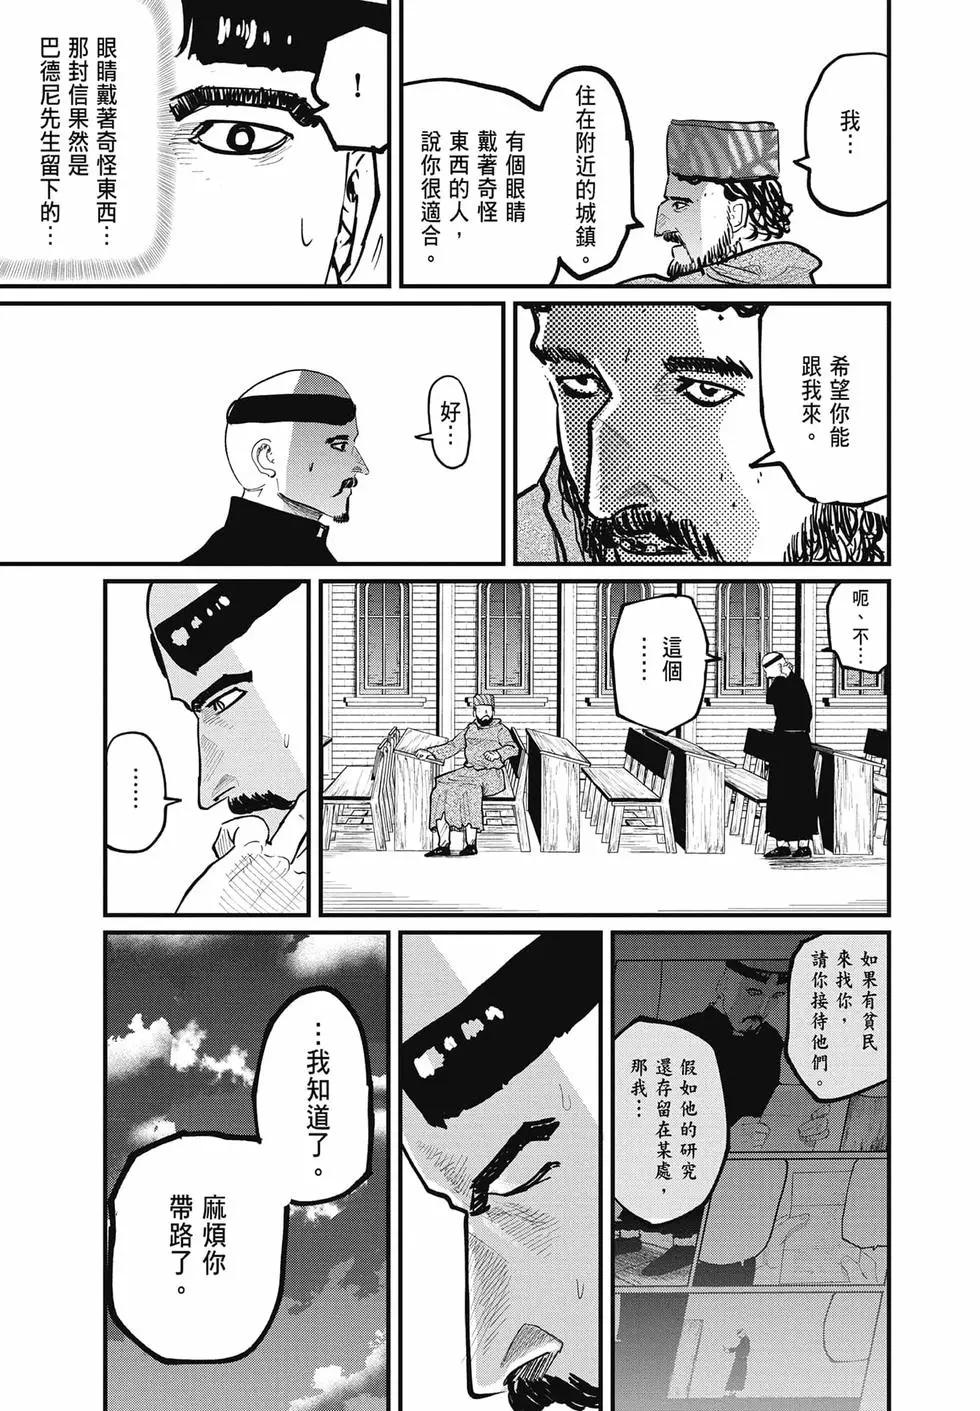 我…
住在附近的城鎮。
有個眼睛
戴著奇怪
東西的人，
說你很適合。
！
眼睛戴著奇怪東西…
那封信果然是
巴德尼先生留下的…
希望你能
跟我來。
好…
呃、不…
這個
……
……
如果有貧民
來找你，
請你接待他們。
假如他的研究
還存留在某處，
那我…
…我知道了。
麻煩你
帶路了。